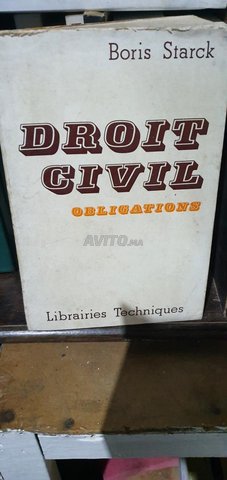 Boris Starck
DROIT
CIVIL
OBLIGATIONS
AVITO.MA
Librairies Techniques